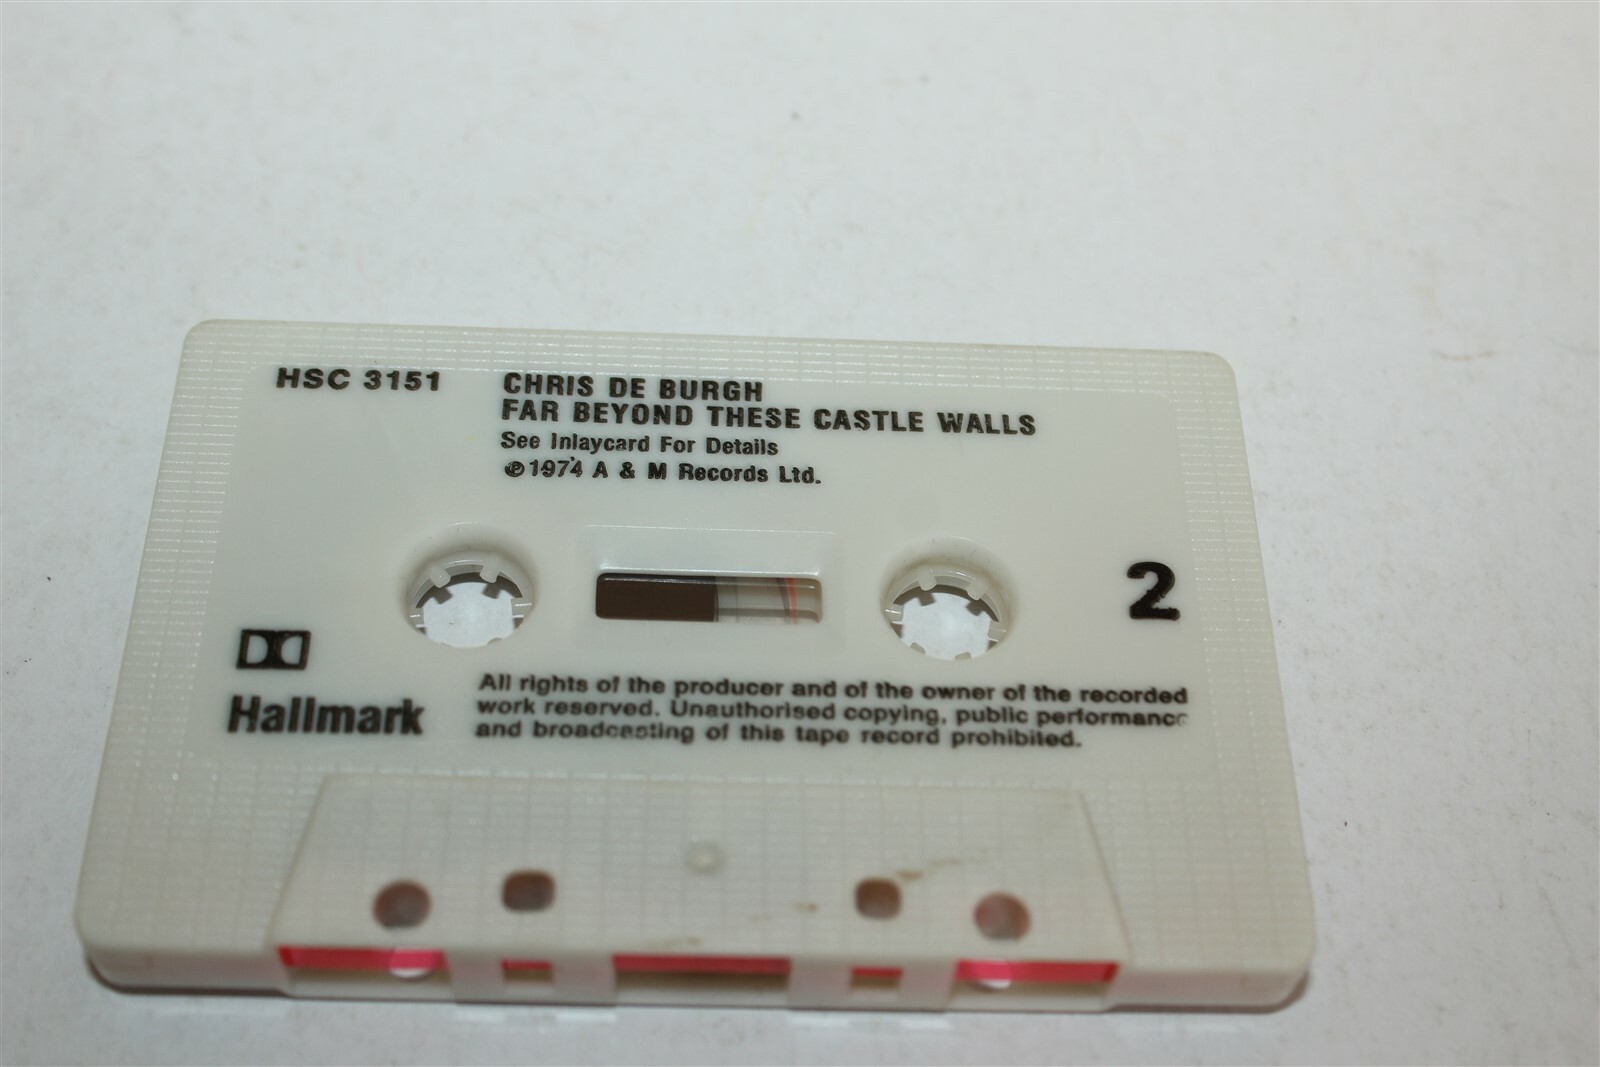 HSC 3151
CHRIS DE BURGH
FAR BEYOND THESE CASTLE WALLS
See Inlaycard For Details
℗1974 A & M Records Ltd.
2
Hallmark
All rights of the producer and of the owner of the recorded
work reserved. Unauthorised copying, public performance
and broadcasting of this tape record prohibited.